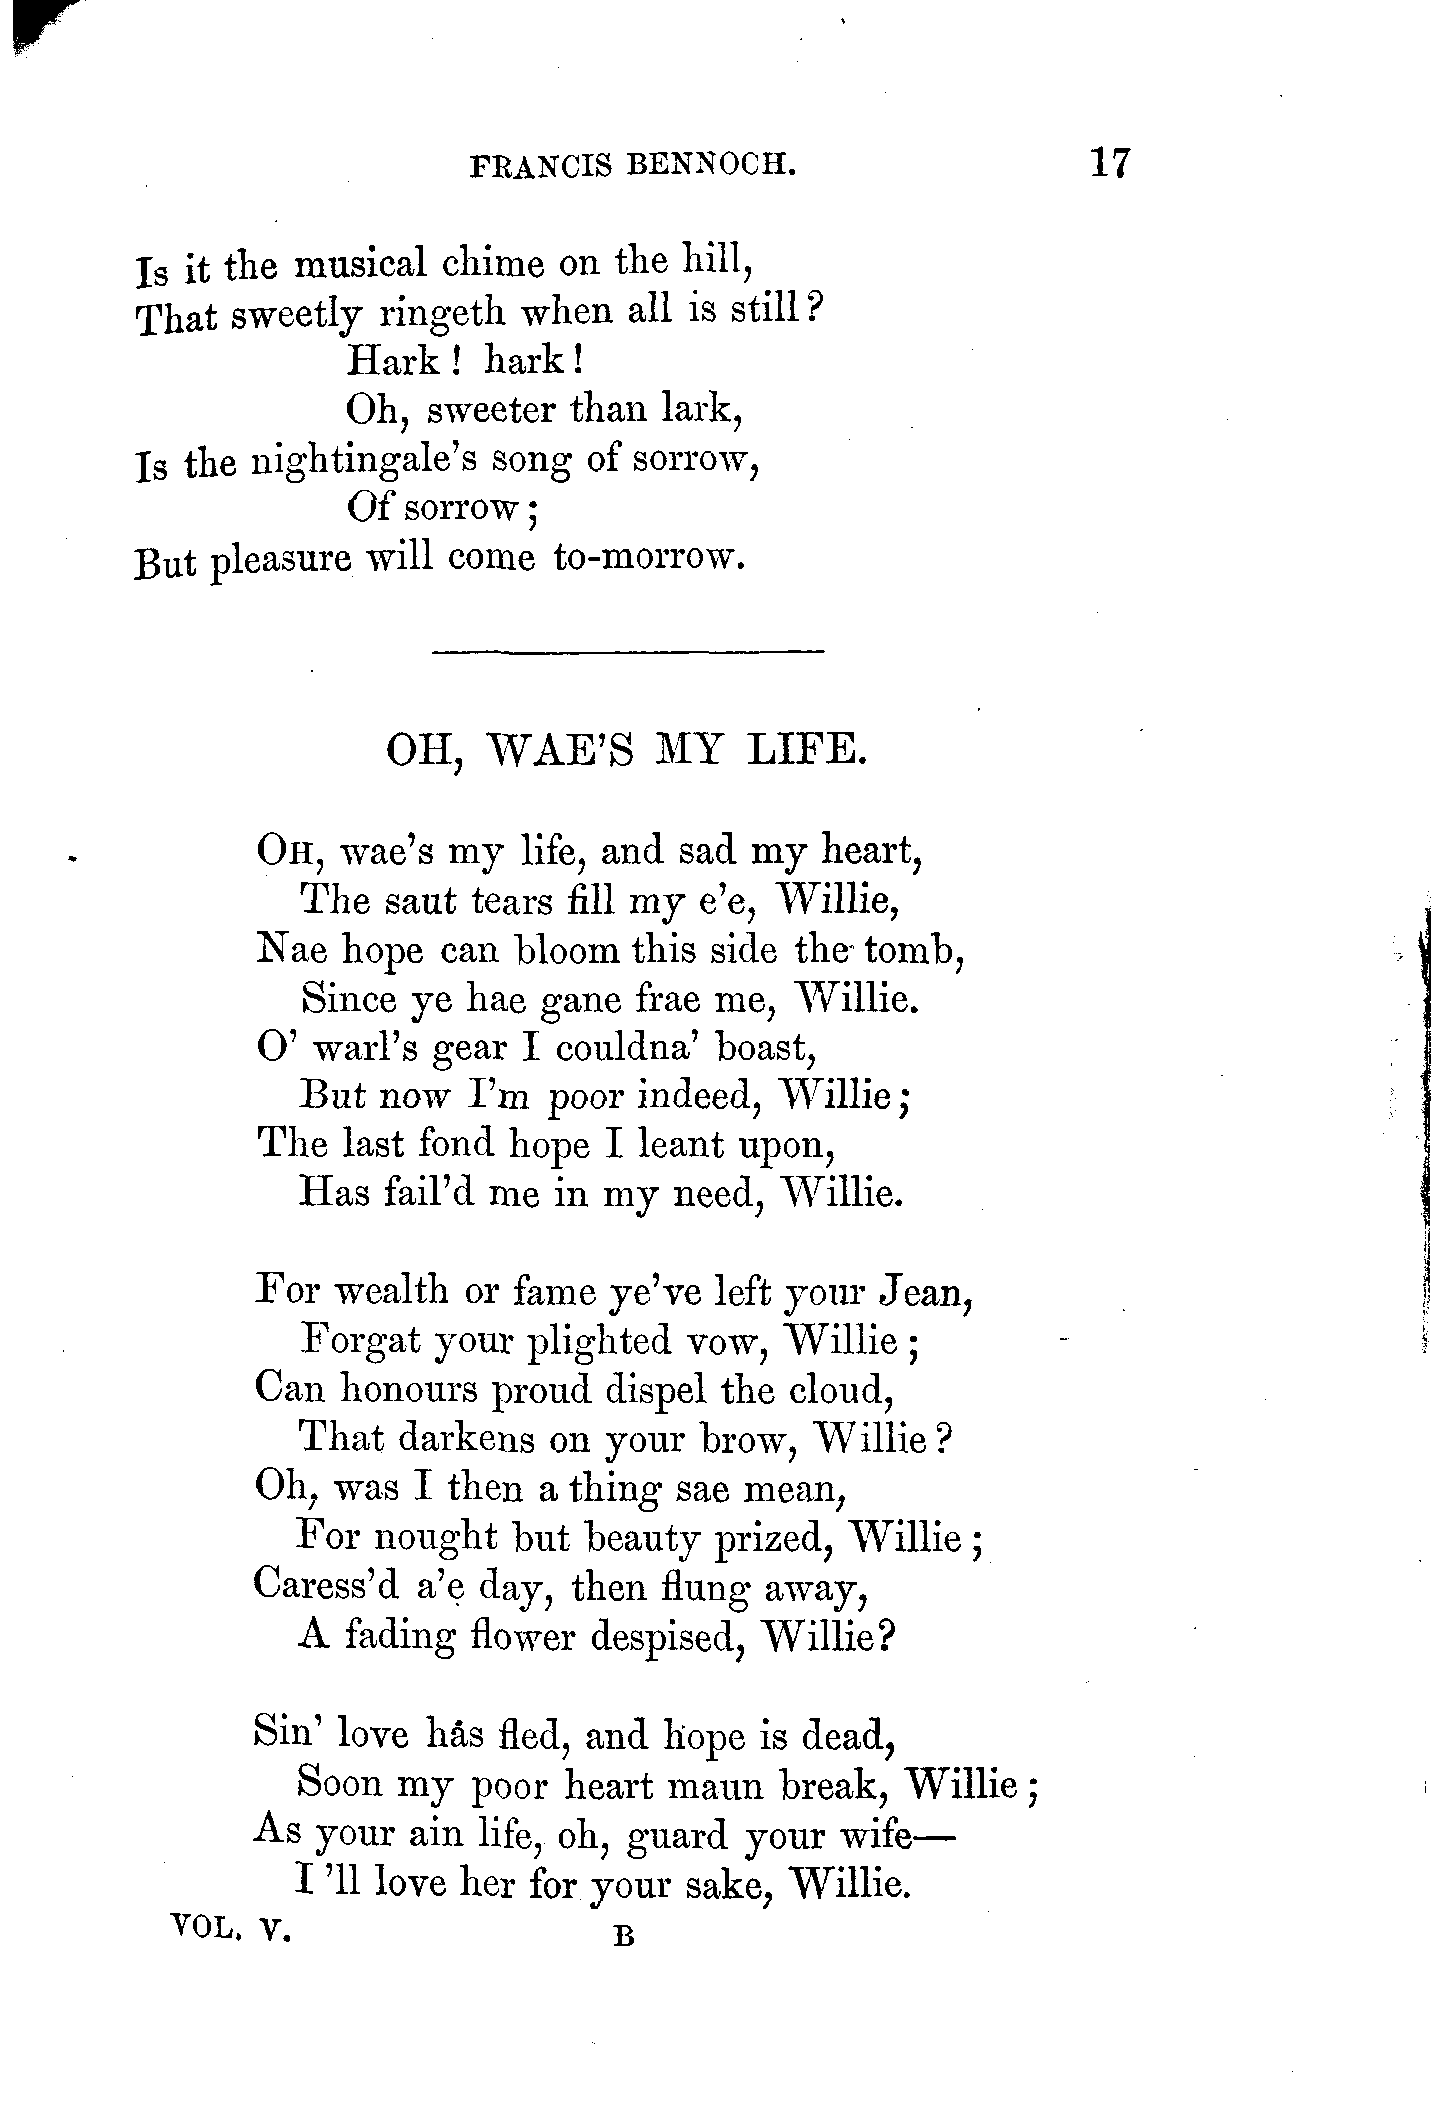 FRANCIS BENNOCH. 17
Is it the musical chime on the hill,
That sweetly ringeth when all is still?
Hark! hark!
Oh, sweeter than lark,
Is the nightingale's song of sorrow,
Of sorrow;
But pleasure will come to-morrow.
OH, WAE'S MY LIFE.
OH, wae's my life, and sad my heart,
The saut tears fill my e'e, Willie,
Nae hope can bloom this side the tomb,
Since ye hae gane frae me, Willie.
O' warl's gear I couldna' boast,
But now I'm poor indeed, Willie;
The last fond hope I leant upon,
Has fail'd me in my need, Willie.
For wealth or fame ye've left your Jean,
Forgat your plighted vow, Willie;
Can honours proud dispel the cloud,
That darkens on your brow, Willie?
Oh, was I then a thing sae mean,
For nought but beauty prized, Willie;
Caress'd a'e day, then flung away,
A fading flower despised, Willie?
Sin' love has fled, and hope is dead,
Soon my poor heart maun break, Willie;
As your ain life, oh, guard your wife—
I'll love her for your sake, Willie.
VOL. V. B